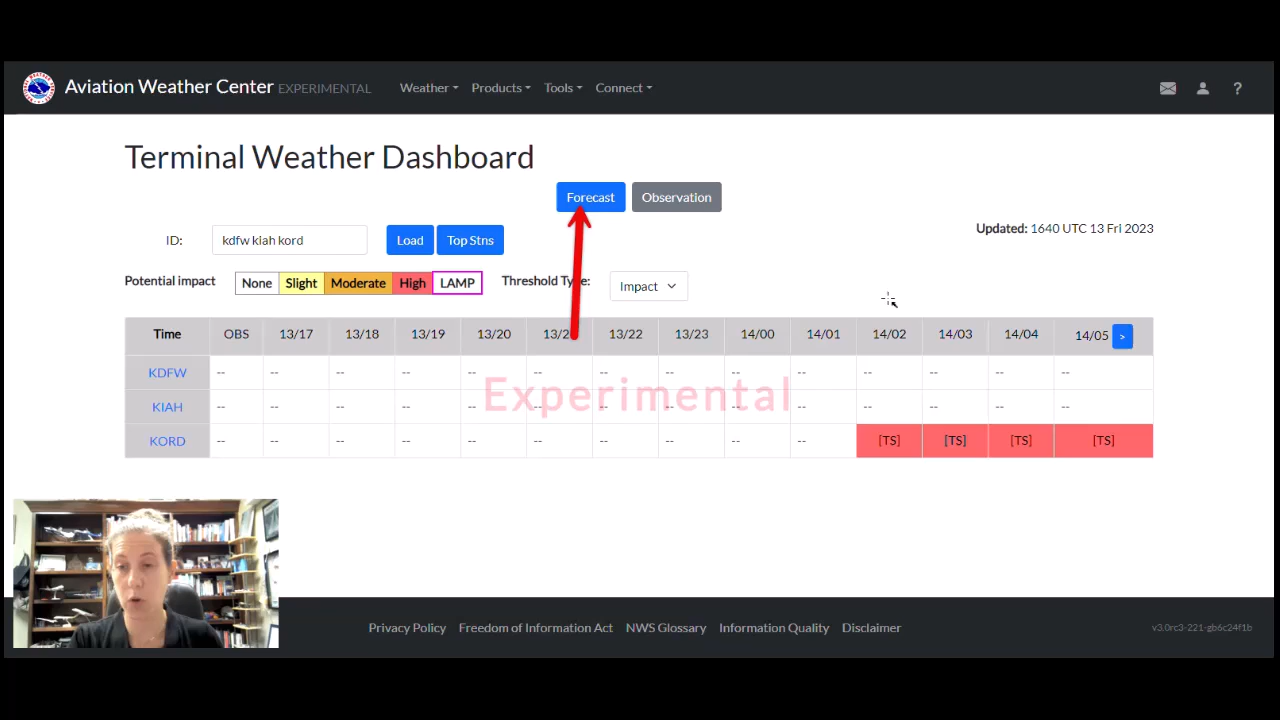 Aviation Weather Center EXPERIMENTAL Weather Products Tools Connect ?
Terminal Weather Dashboard
Forecast Observation
Updated: 1640 UTC 13 Fri 2023
ID: kdfw kiah kord Load Top Stns
Potential impact None Slight Moderate High LAMP Threshold Type: Impact
Time OBS 13/17 13/18 13/19 13/20 13/22 13/23 14/00 14/01 14/02 14/03 14/04 14/05 >
KDFW -- -- -- -- -- -- -- -- -- -- -- -- -- --
KIAH -- -- -- -- -- -- -- -- -- -- -- -- -- --
Experimental
KORD -- -- -- -- -- -- -- -- -- -- [TS] [TS] [TS] [TS]
Privacy Policy Freedom of Information Act NWS Glossary Information Quality Disclaimer
v3.0rc3-221-gb6c24f1b